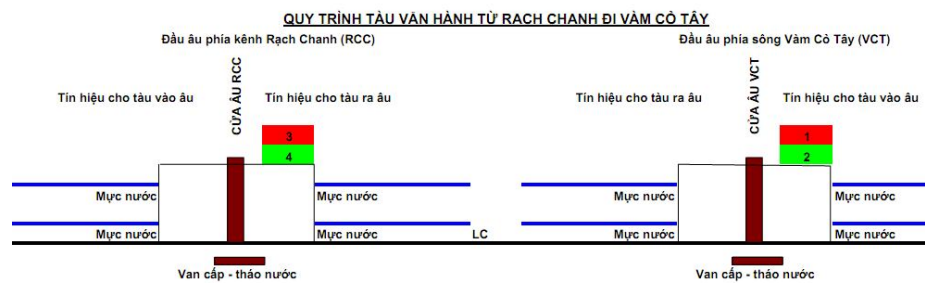 QUY TRÌNH TÀU VẬN HÀNH TỪ RẠCH CHANH ĐI VÀM CỎ TÂY
Đầu âu phía kênh Rạch Chanh (RCC)
Đầu âu phía sông Vàm Cỏ Tây (VCT)
CỬA ÂU RCC
CỬA ÂU VCT
Tín hiệu cho tàu vào âu
Tín hiệu cho tàu ra âu
Tín hiệu cho tàu ra âu
Tín hiệu cho tàu vào âu
3
4
1
2
Mực nước
Mực nước
Mực nước
Mực nước
Mực nước
Mực nước
LC
Mực nước
Mực nước
Van cấp - tháo nước
Van cấp - tháo nước